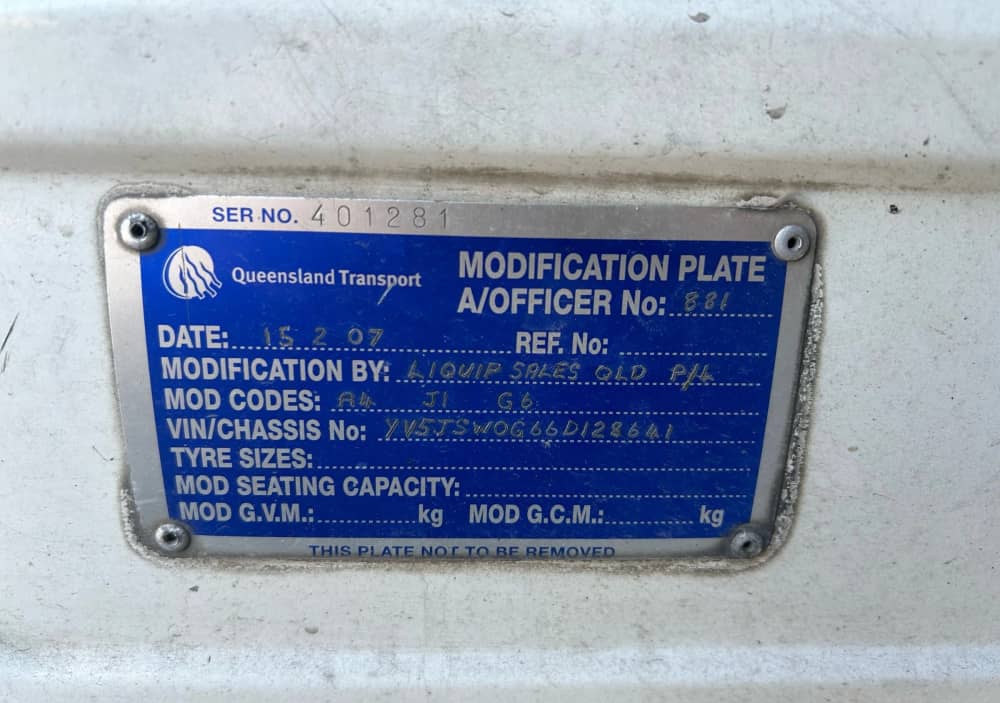 SER NO. 401281
Queensland Transport
MODIFICATION PLATE
A/OFFICER No: 881
DATE: 15 2 07 REF. No:
MODIFICATION BY: LIQUIP SALES QLD P/L
MOD CODES: A4 J1 G6
VIN/CHASSIS No: YV5JSW0G66D128641
TYRE SIZES:
MOD SEATING CAPACITY:
MOD G.V.M.: kg MOD G.C.M.: kg
THIS PLATE NOT TO BE REMOVED